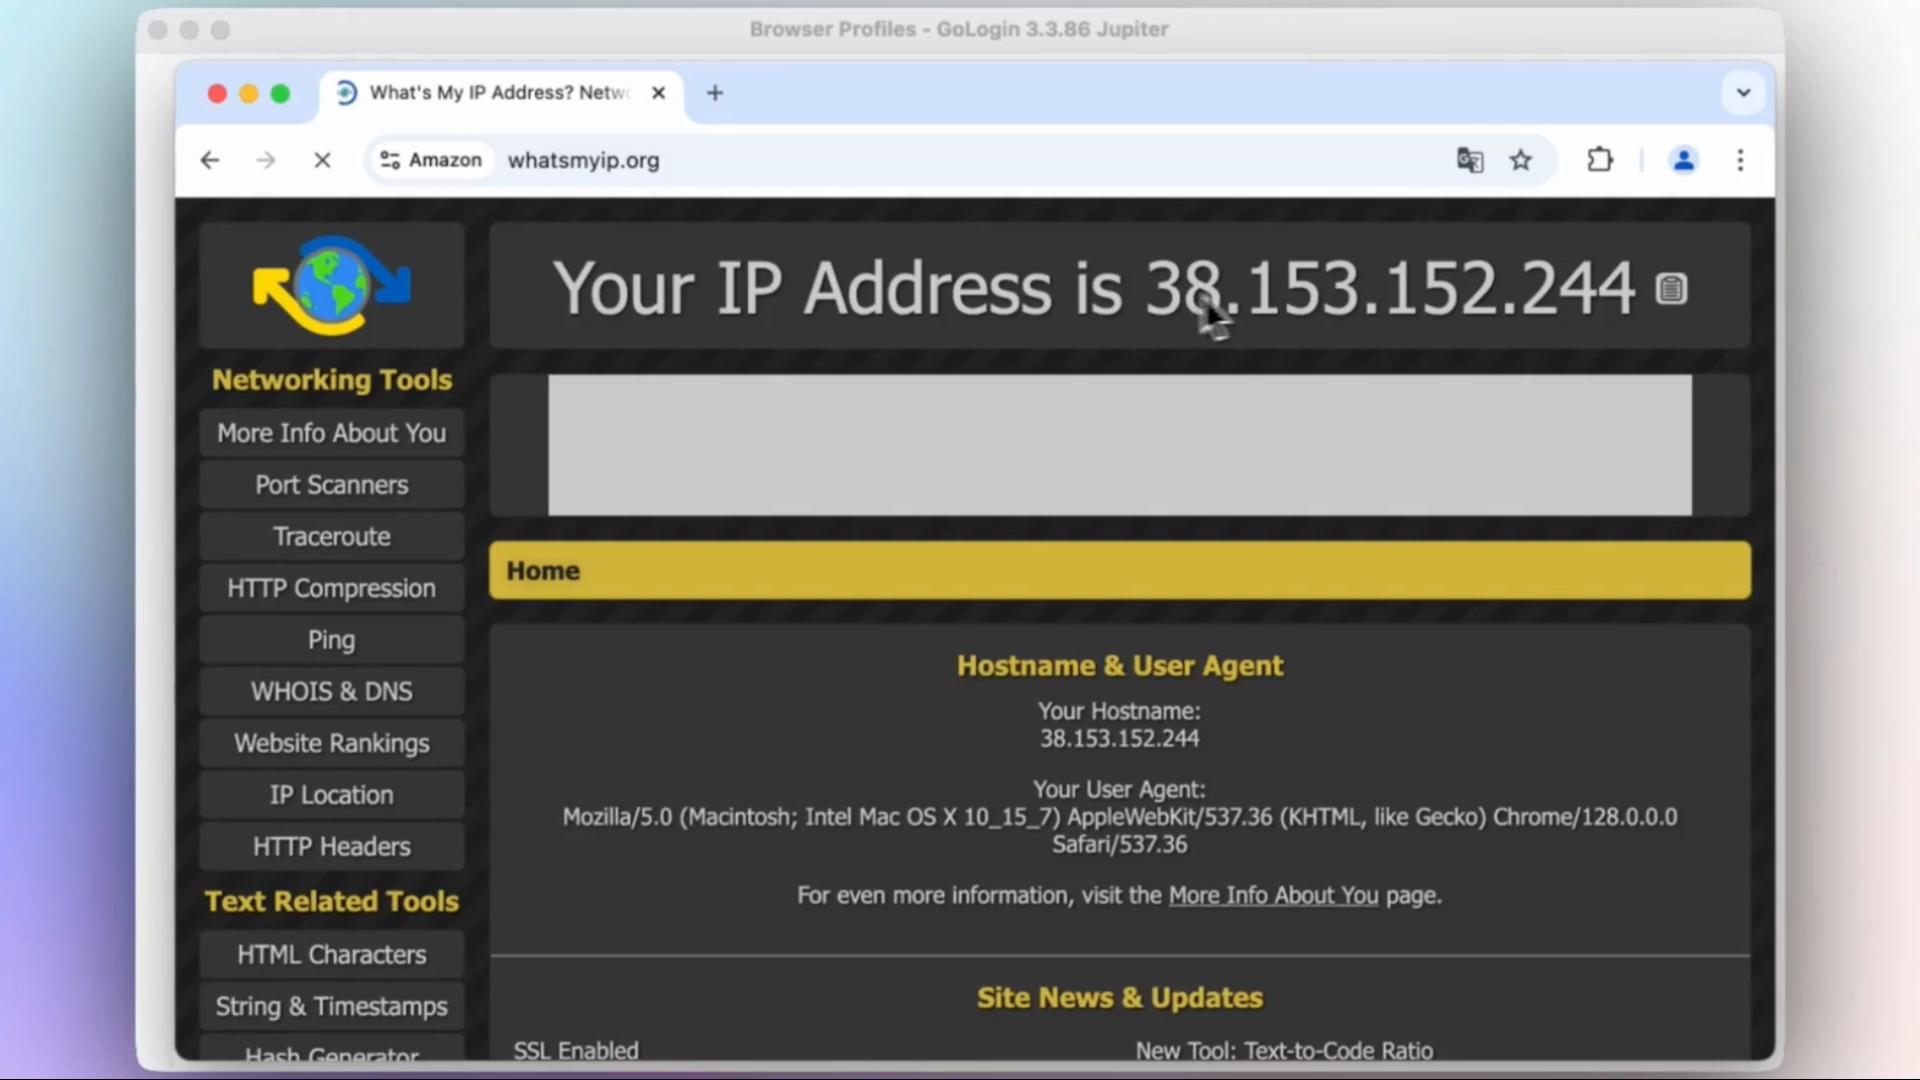 Browser Profiles - GoLogin 3.3.86 Jupiter
What's My IP Address? Netw
Amazon whatsmyip.org
Your IP Address is 38.153.152.244
Networking Tools
More Info About You
Port Scanners
Traceroute
HTTP Compression
Ping
WHOIS & DNS
Website Rankings
IP Location
HTTP Headers
Text Related Tools
HTML Characters
String & Timestamps
Hash Generator
Home
Hostname & User Agent
Your Hostname:
38.153.152.244
Your User Agent:
Mozilla/5.0 (Macintosh; Intel Mac OS X 10_15_7) AppleWebKit/537.36 (KHTML, like Gecko) Chrome/128.0.0.0
Safari/537.36
For even more information, visit the More Info About You page.
Site News & Updates
SSL Enabled
New Tool: Text-to-Code Ratio